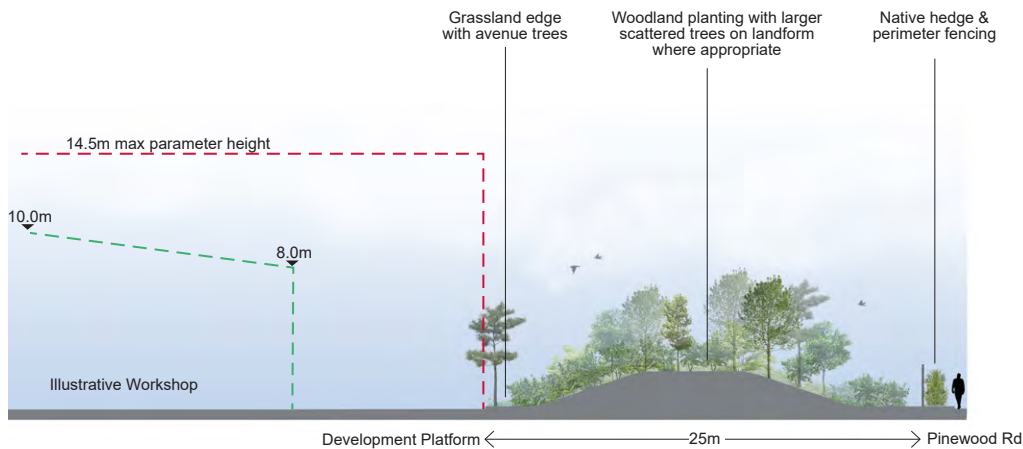 Grassland edge
with avenue trees
Woodland planting with larger
scattered trees on landform
where appropriate
Native hedge &
perimeter fencing
14.5m max parameter height
10.0m
8.0m
Illustrative Workshop
Development Platform
25m
Pinewood Rd